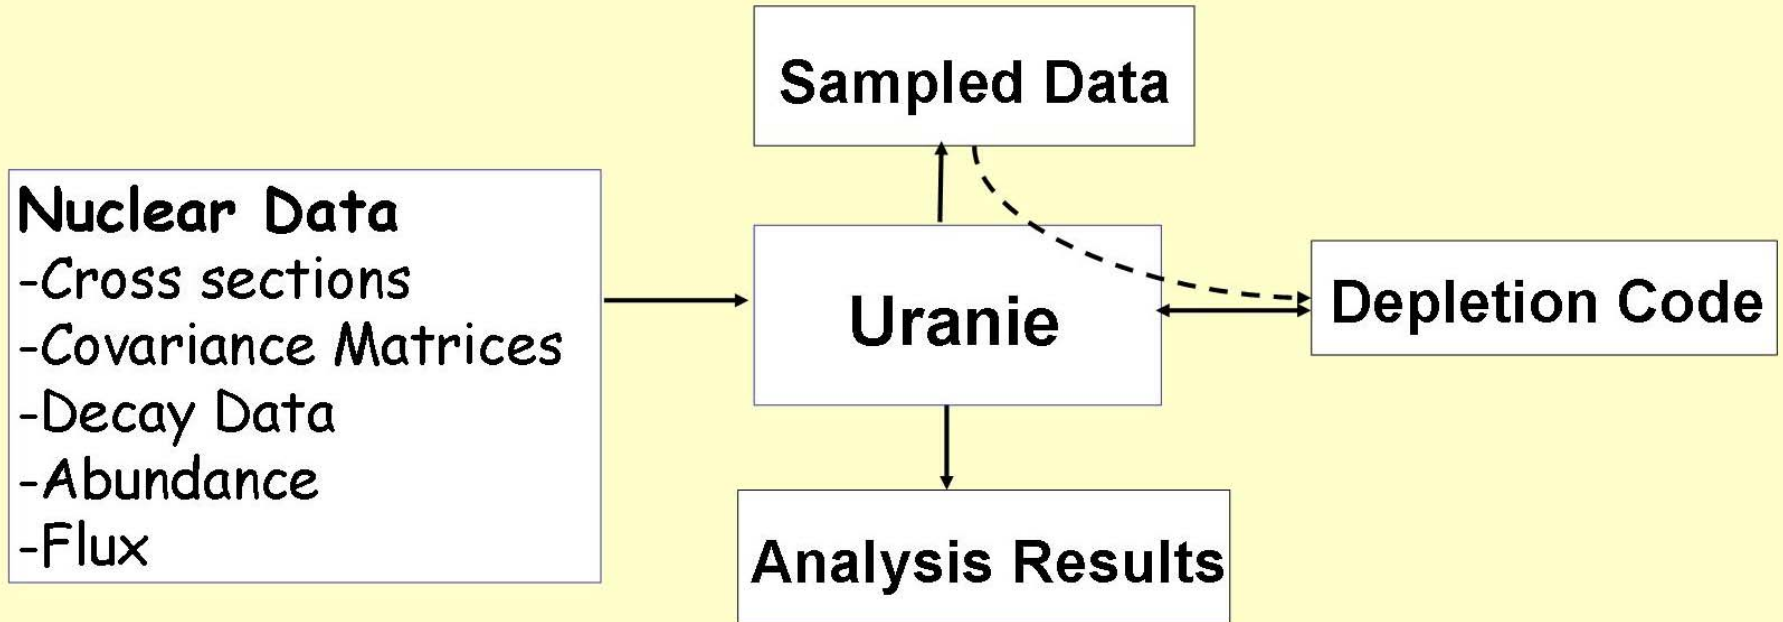 Sampled Data
Nuclear Data
-Cross sections
-Covariance Matrices
-Decay Data
-Abundance
-Flux
Uranie
Depletion Code
Analysis Results